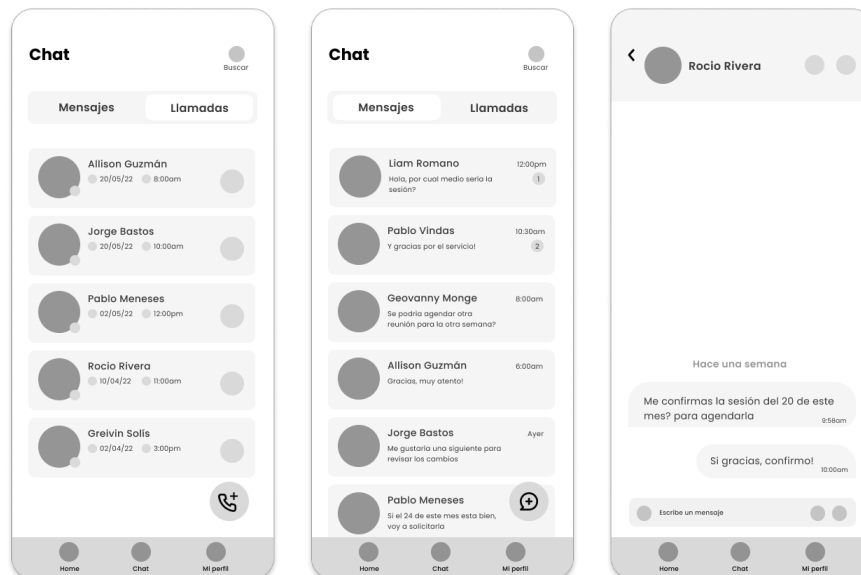 Chat
Buscar
Mensajes Llamadas
Allison Guzmán
20/05/22 8:00am
Jorge Bastos
20/05/22 10:00am
Pablo Meneses
02/05/22 12:00pm
Rocio Rivera
10/04/22 11:00am
Greivin Solís
02/04/22 3:00pm
Home Chat Mi perfil
Chat
Buscar
Mensajes Llamadas
Liam Romano 12:00pm
Hola, por cual medio sería la 1
sesión?
Pablo Vindas 10:30am
Y gracias por el servicio! 2
Geovanny Monge 8:00am
Se podría agendar otra
reunión para la otra semana?
Allison Guzmán 6:00am
Gracias, muy atento!
Jorge Bastos Ayer
Me gustaría una siguiente para
revisar los cambios
Pablo Meneses
Si el 24 de este mes esta bien,
voy a solicitarla
Home Chat Mi perfil
Rocio Rivera
Hace una semana
Me confirmas la sesión del 20 de este
mes? para agendarla 9:58am
Si gracias, confirmo! 10:00am
Escribe un mensaje
Home Chat Mi perfil